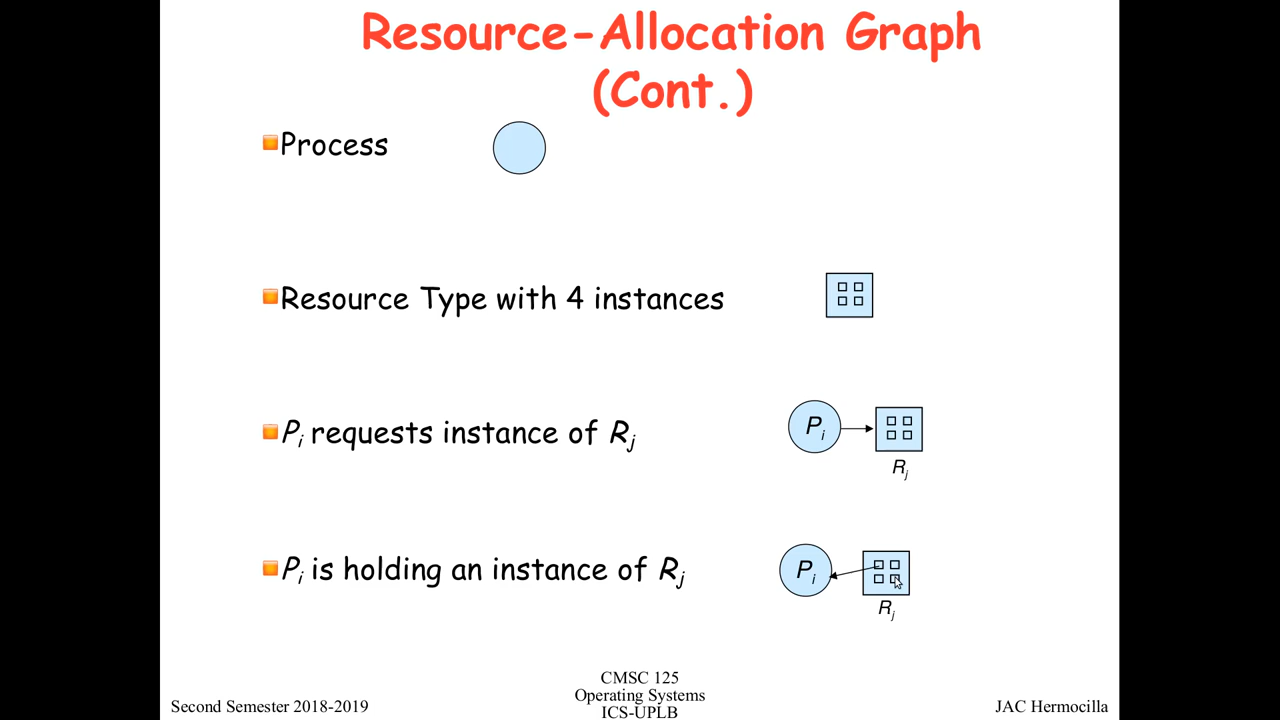 Resource-Allocation Graph
(Cont.)
Process
Resource Type with 4 instances
Pi requests instance of Rj
Pi
Rj
Pi is holding an instance of Rj
Pi
Rj
Second Semester 2018-2019
CMSC 125
Operating Systems
ICS-UPLB
JAC Hermocilla